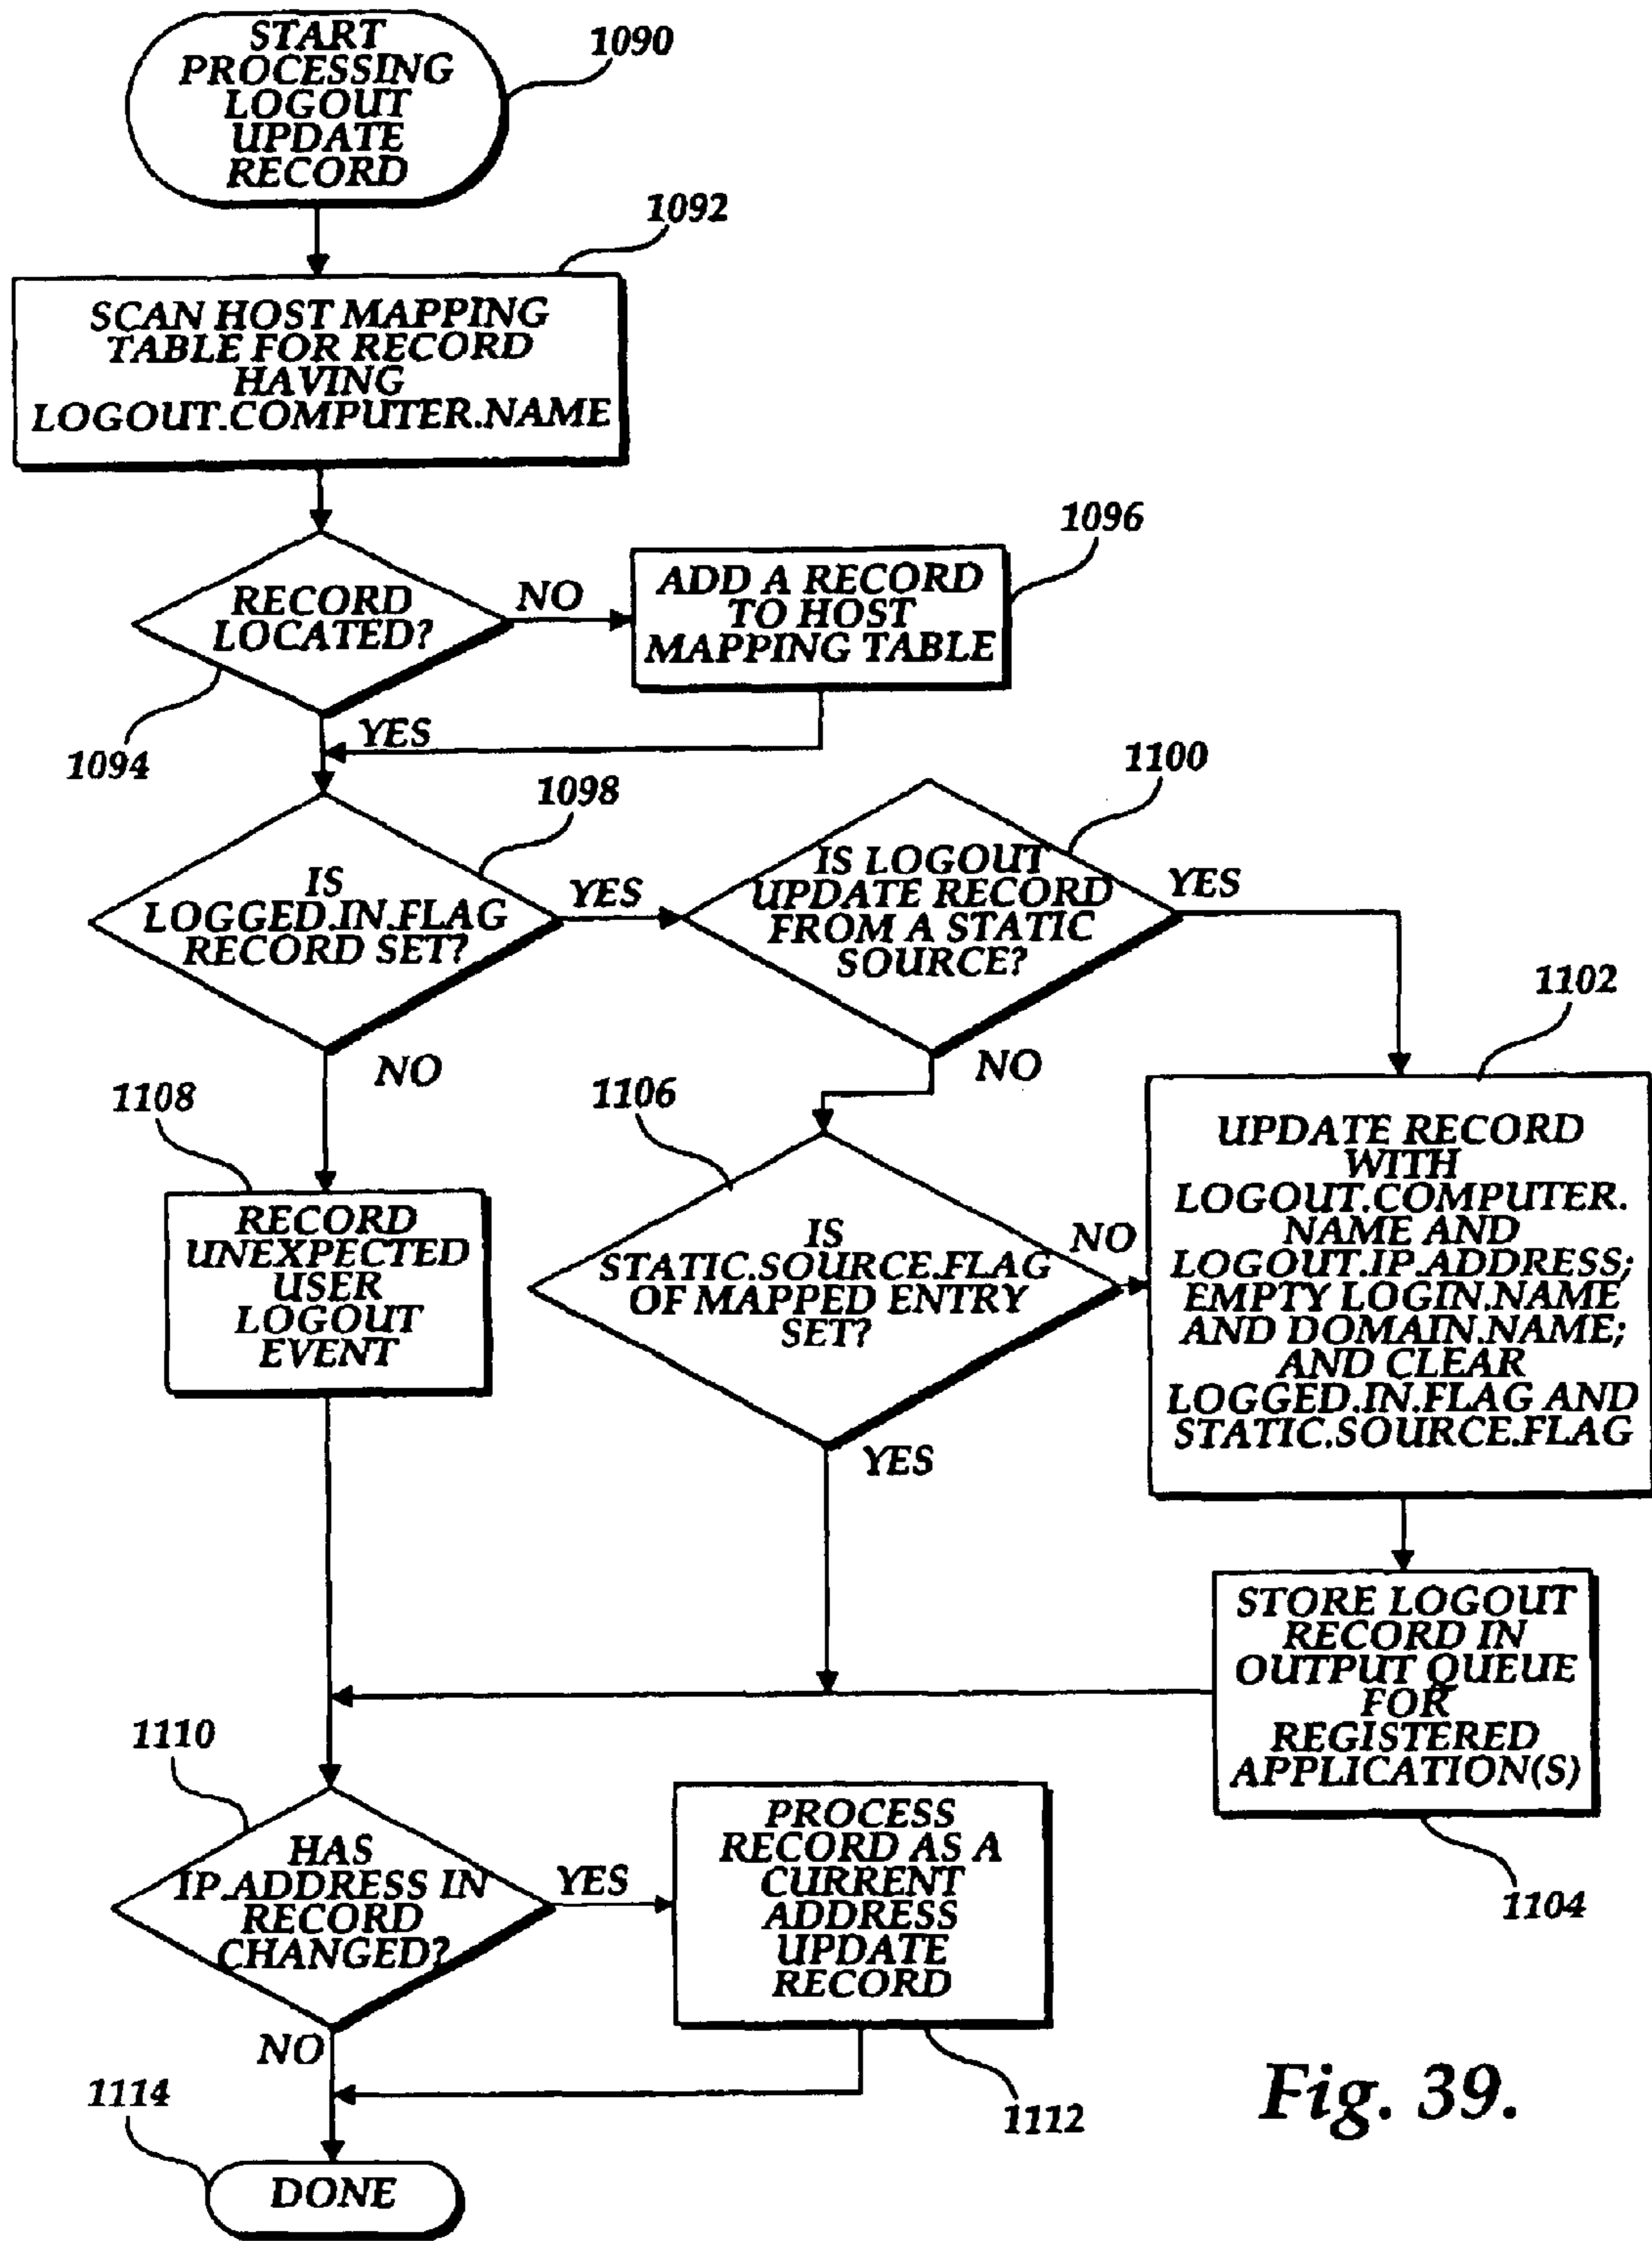 START
PROCESSING
LOGOUT
UPDATE
RECORD
1090
1092
SCAN HOST MAPPING
TABLE FOR RECORD
HAVING
LOGOUT.COMPUTER.NAME
RECORD
LOCATED?
NO
1094
YES
1096
ADD A RECORD
TO HOST
MAPPING TABLE
1098
IS
LOGGED.IN.FLAG
RECORD SET?
YES
NO
1100
IS LOGOUT
UPDATE RECORD
FROM A STATIC
SOURCE?
YES
NO
1102
UPDATE RECORD
WITH
LOGOUT.COMPUTER.
NAME AND
LOGOUT.IP.ADDRESS;
EMPTY LOGIN.NAME
AND DOMAIN.NAME;
AND CLEAR
LOGGED.IN.FLAG AND
STATIC.SOURCE.FLAG
1106
IS
STATIC.SOURCE.FLAG
OF MAPPED ENTRY
SET?
NO
YES
1108
RECORD
UNEXPECTED
USER
LOGOUT
EVENT
STORE LOGOUT
RECORD IN
OUTPUT QUEUE
FOR
REGISTERED
APPLICATION(S)
1104
1110
HAS
IP.ADDRESS IN
RECORD
CHANGED?
YES
NO
PROCESS
RECORD AS A
CURRENT
ADDRESS
UPDATE
RECORD
1112
1114
DONE
Fig. 39.